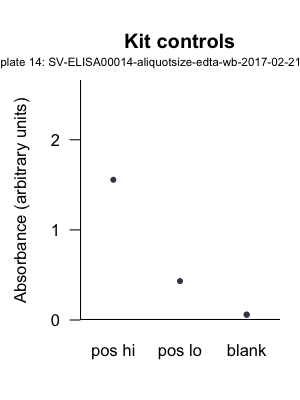 Kit controls
plate 14: SV-ELISA00014-aliquotsize-edta-wb-2017-02-21
Absorbance (arbitrary units)
2
1
0
pos hi pos lo blank